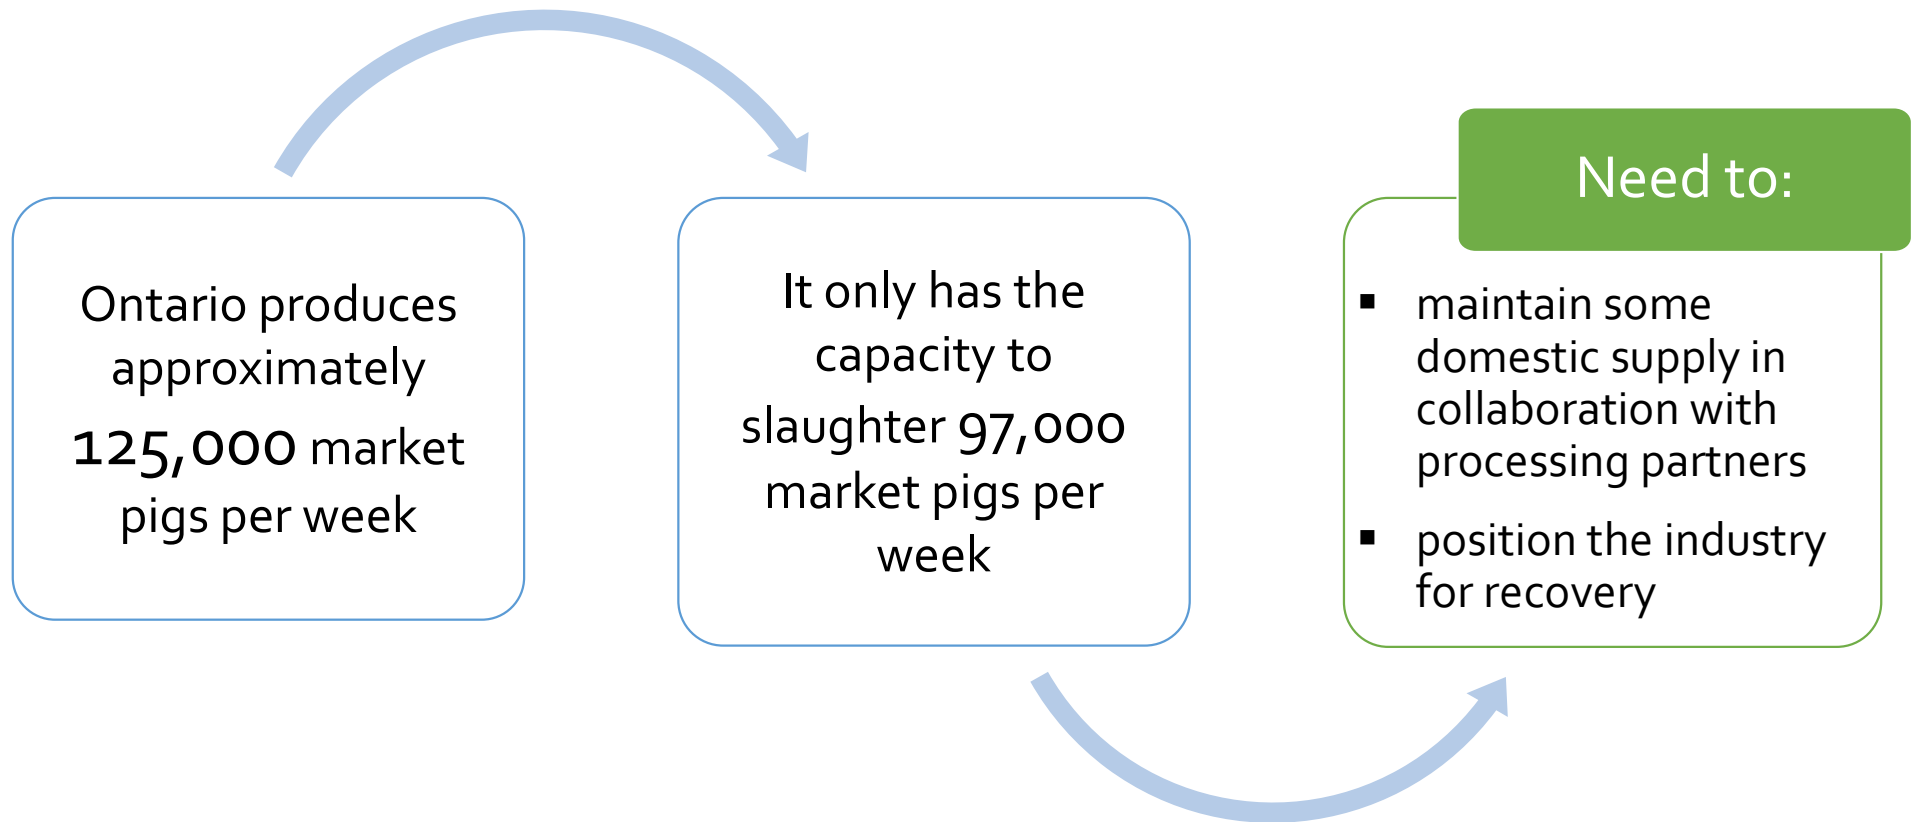 Ontario produces
approximately
125,000 market
pigs per week
It only has the
capacity to
slaughter 97,000
market pigs per
week
Need to:
▪ maintain some
domestic supply in
collaboration with
processing partners
▪ position the industry
for recovery